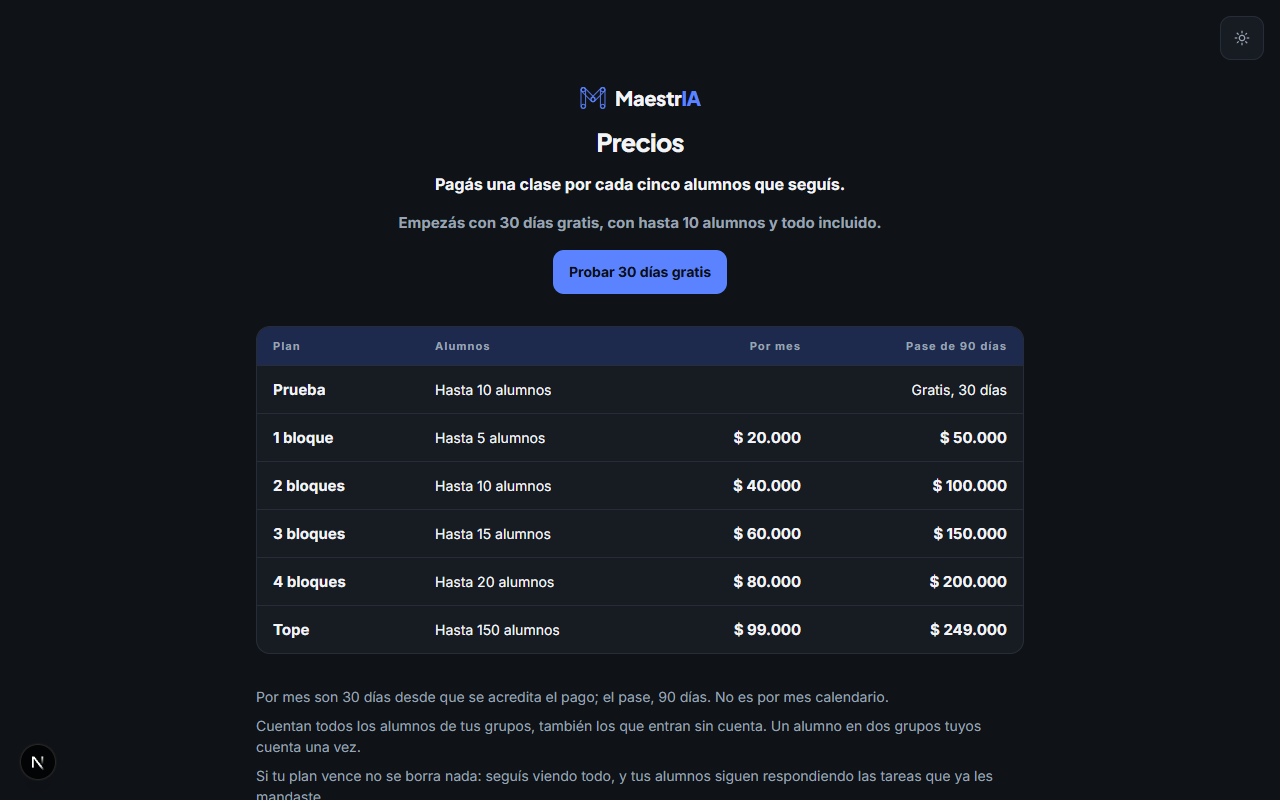 MaestrIA
Precios
Pagás una clase por cada cinco alumnos que seguís.
Empezás con 30 días gratis, con hasta 10 alumnos y todo incluido.
Probar 30 días gratis
Plan Alumnos Por mes Pase de 90 días
Prueba Hasta 10 alumnos Gratis, 30 días
1 bloque Hasta 5 alumnos $ 20.000 $ 50.000
2 bloques Hasta 10 alumnos $ 40.000 $ 100.000
3 bloques Hasta 15 alumnos $ 60.000 $ 150.000
4 bloques Hasta 20 alumnos $ 80.000 $ 200.000
Tope Hasta 150 alumnos $ 99.000 $ 249.000
Por mes son 30 días desde que se acredita el pago; el pase, 90 días. No es por mes calendario.
Cuentan todos los alumnos de tus grupos, también los que entran sin cuenta. Un alumno en dos grupos tuyos
cuenta una vez.
Si tu plan vence no se borra nada: seguís viendo todo, y tus alumnos siguen respondiendo las tareas que ya les
mandaste
N